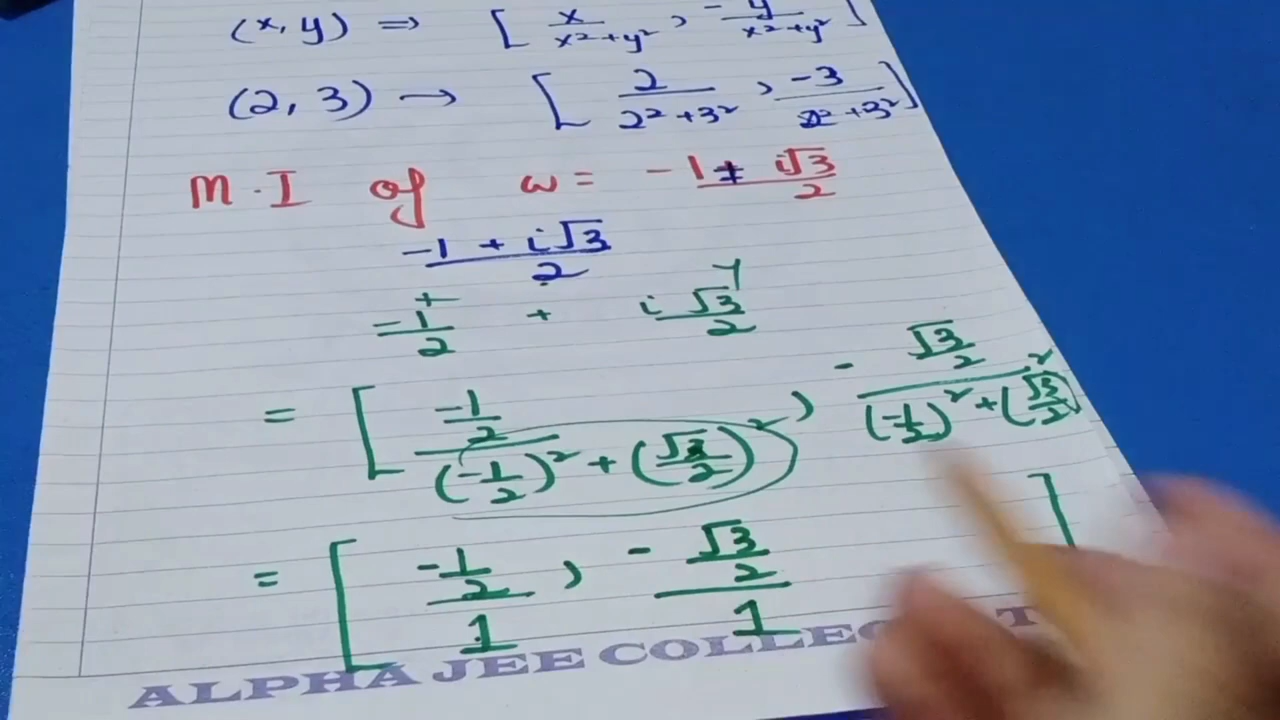 (x, y) ⇒ [ x/(x²+y²) , -y/(x²+y²) ]
(2, 3) → [ 2/(2²+3²) , -3/(2²+3²) ]
M.I of ω = (-1 + i√3)/2
(-1 + i√3)/2
x y
-1/2 + i √3/2
= [ (-1/2)/((-1/2)² + (√3/2)²) , - (√3/2)/((-1/2)² + (√3/2)²)
= [ (-1/2)/1 , - (√3/2)/1 ]
ALPHA JEE COLLEG